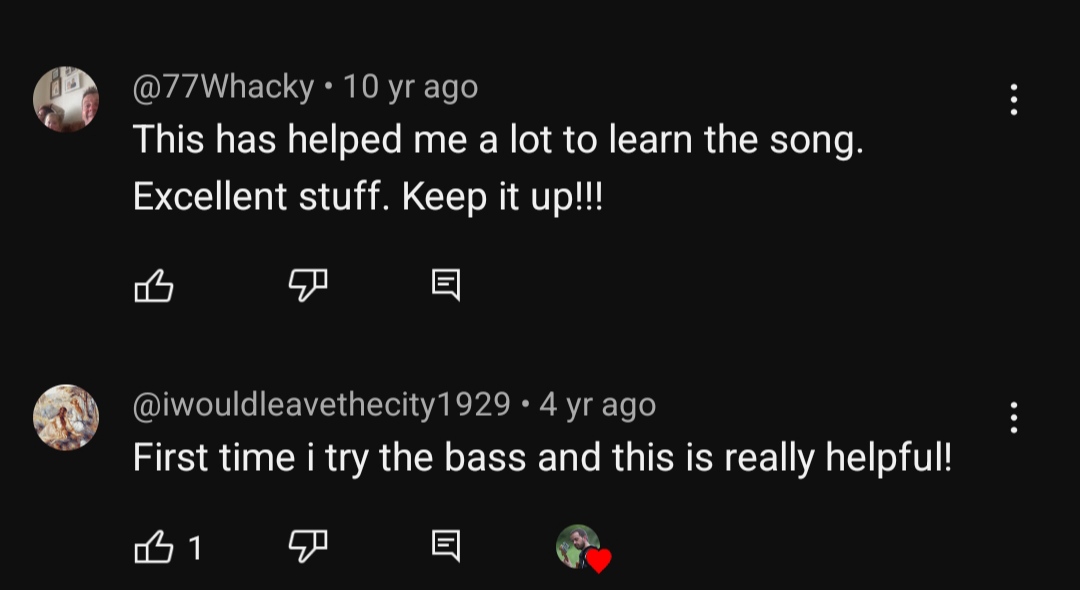 @77Whacky • 10 yr ago
This has helped me a lot to learn the song.
Excellent stuff. Keep it up!!!
@iwouldleavethecity1929 • 4 yr ago
First time i try the bass and this is really helpful!
1